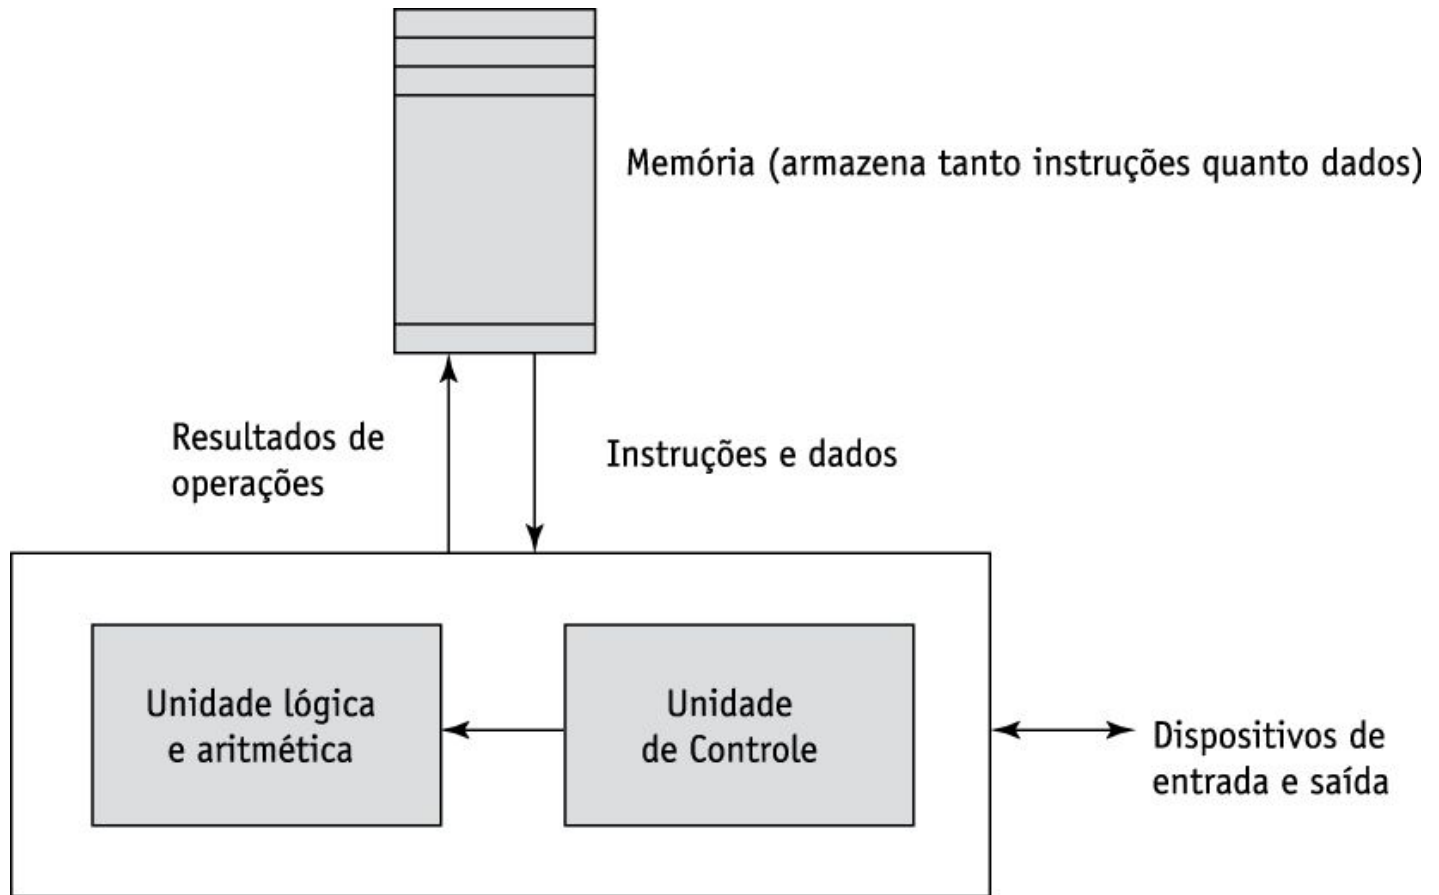 Memória (armazena tanto instruções quanto dados)
Resultados de
operações
Instruções e dados
Unidade lógica
e aritmética
Unidade
de Controle
Dispositivos de
entrada e saída